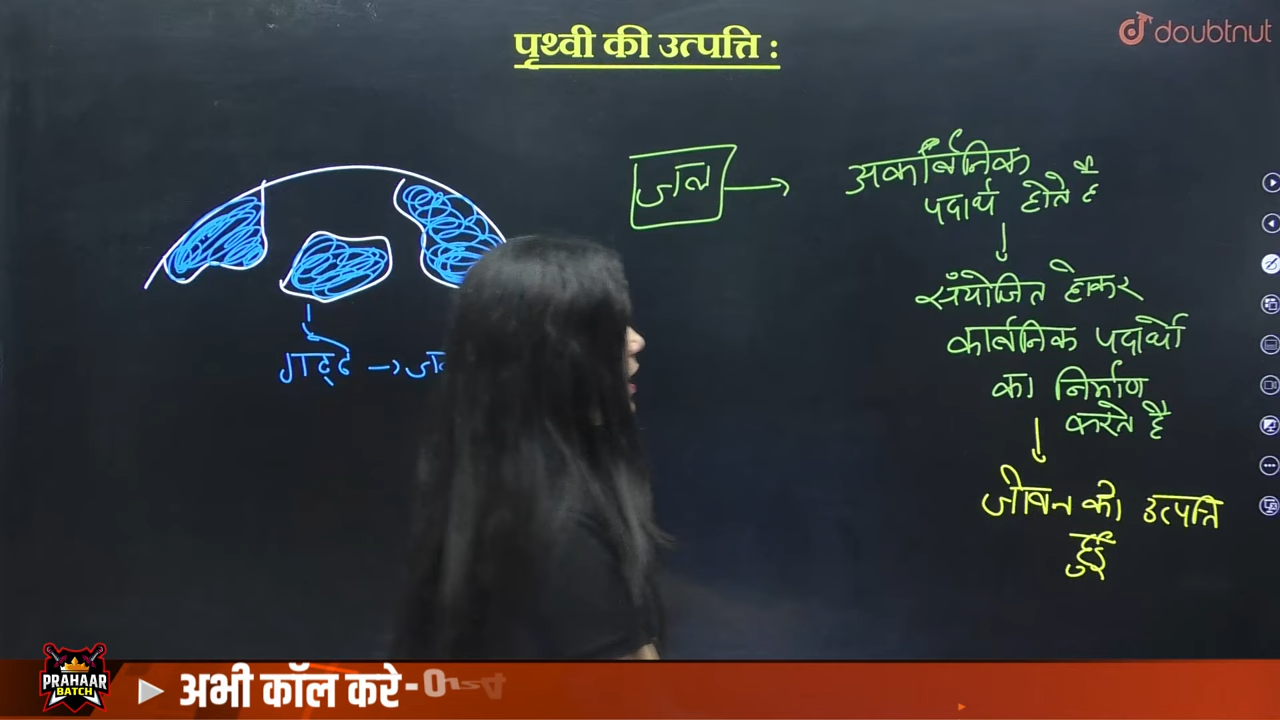 पृथ्वी की उत्पत्ति :
doubtnut
जल →
अकार्बनिक
पदार्थ होते है
संयोजित होकर
कार्बनिक पदार्थो
का निर्माण
करते है
जीवन की उत्पत्ति
हुई
गड्ढे →
PRAHAAR
BATCH
अभी कॉल करे -